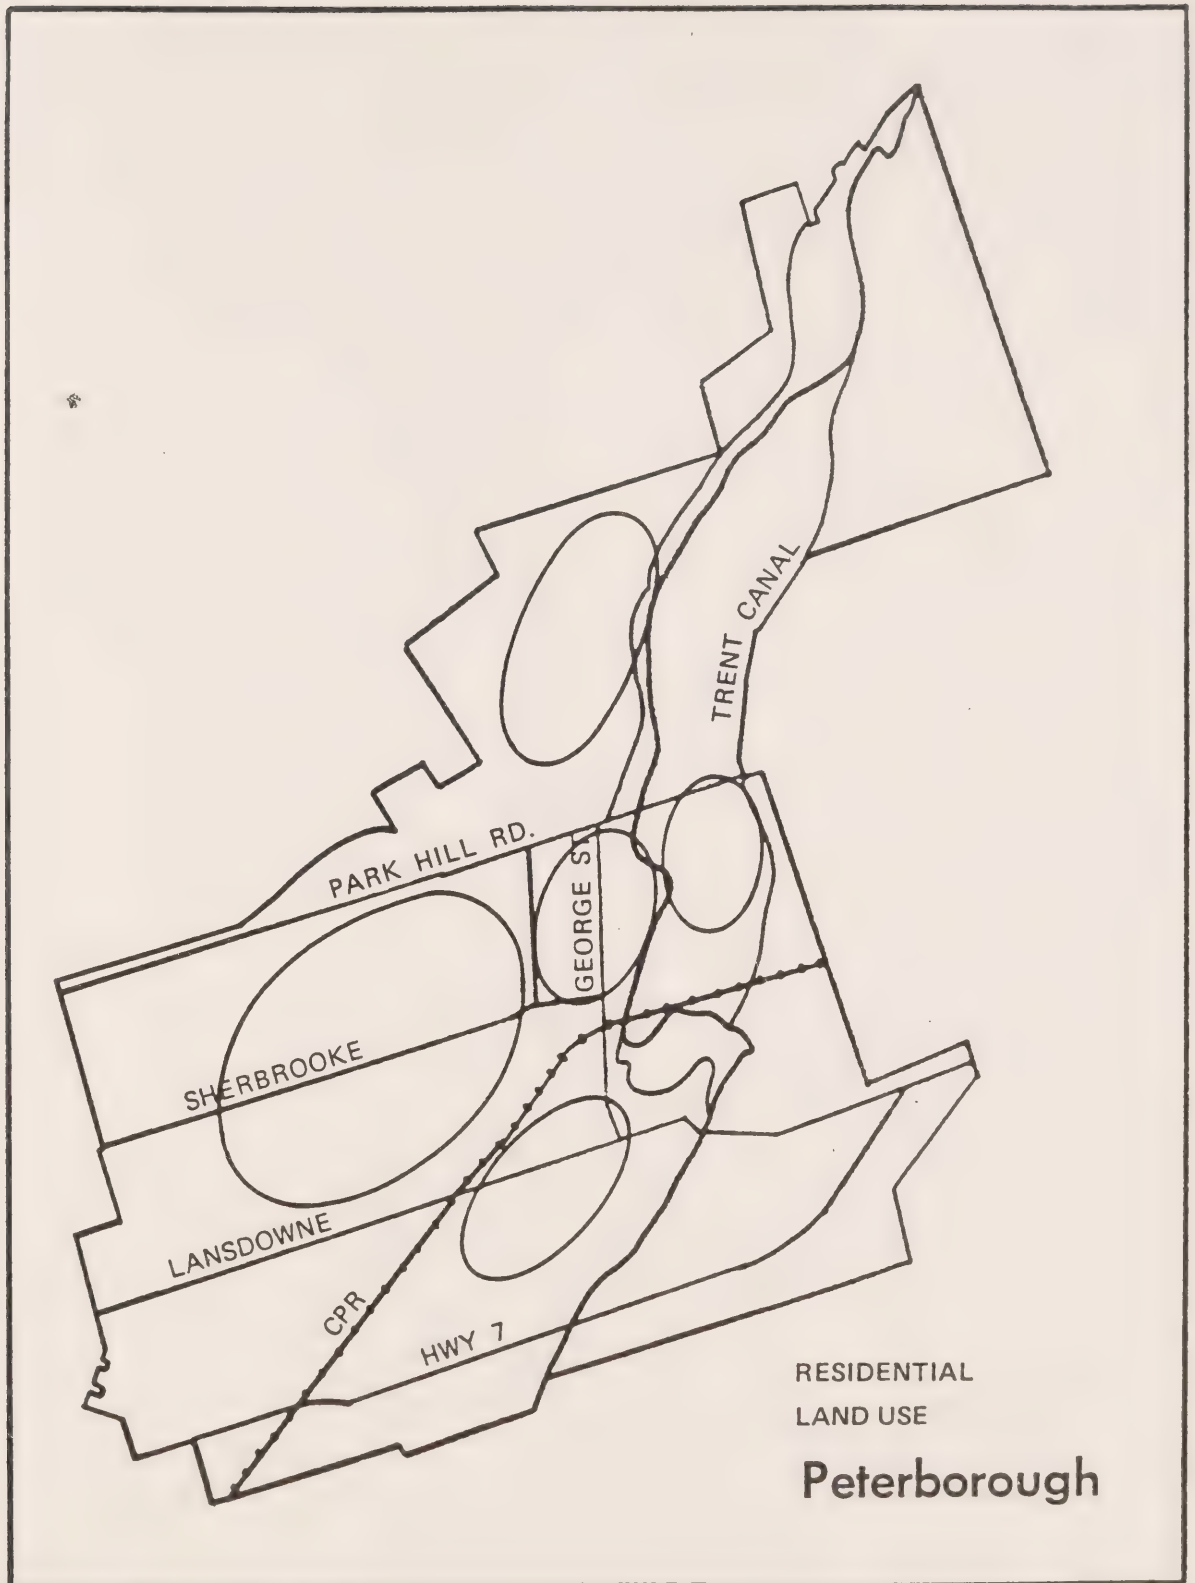 TRENT CANAL
PARK HILL RD.
GEORGE ST.
SHERBROOKE
LANSDOWNE
CPR
HWY 7
RESIDENTIAL
LAND USE
Peterborough